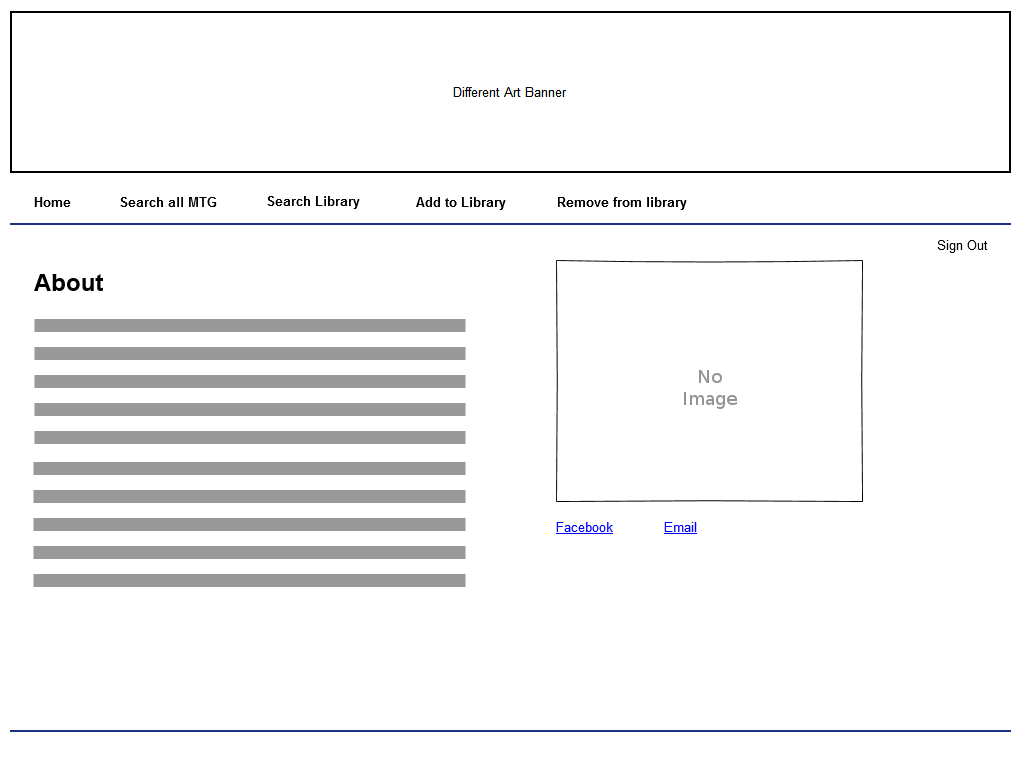 Different Art Banner
Home Search all MTG Search Library Add to Library Remove from library
Sign Out
About
No
Image
Facebook Email